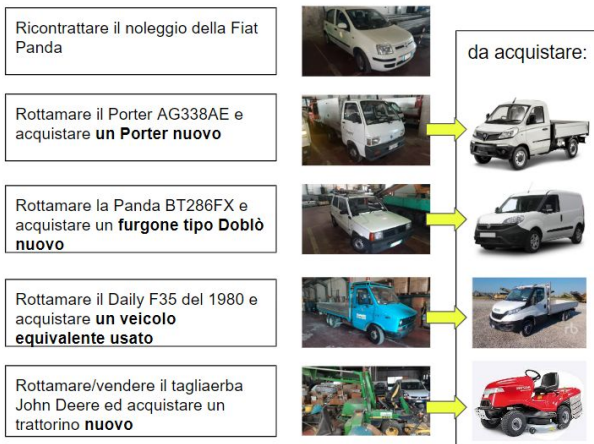 Ricontrattare il noleggio della Fiat
Panda
da acquistare:
Rottamare il Porter AG338AE e
acquistare un Porter nuovo
Rottamare la Panda BT286FX e
acquistare un furgone tipo Doblò
nuovo
Rottamare il Daily F35 del 1980 e
acquistare un veicolo
equivalente usato
rb
Rottamare/vendere il tagliaerba
John Deere ed acquistare un
trattorino nuovo